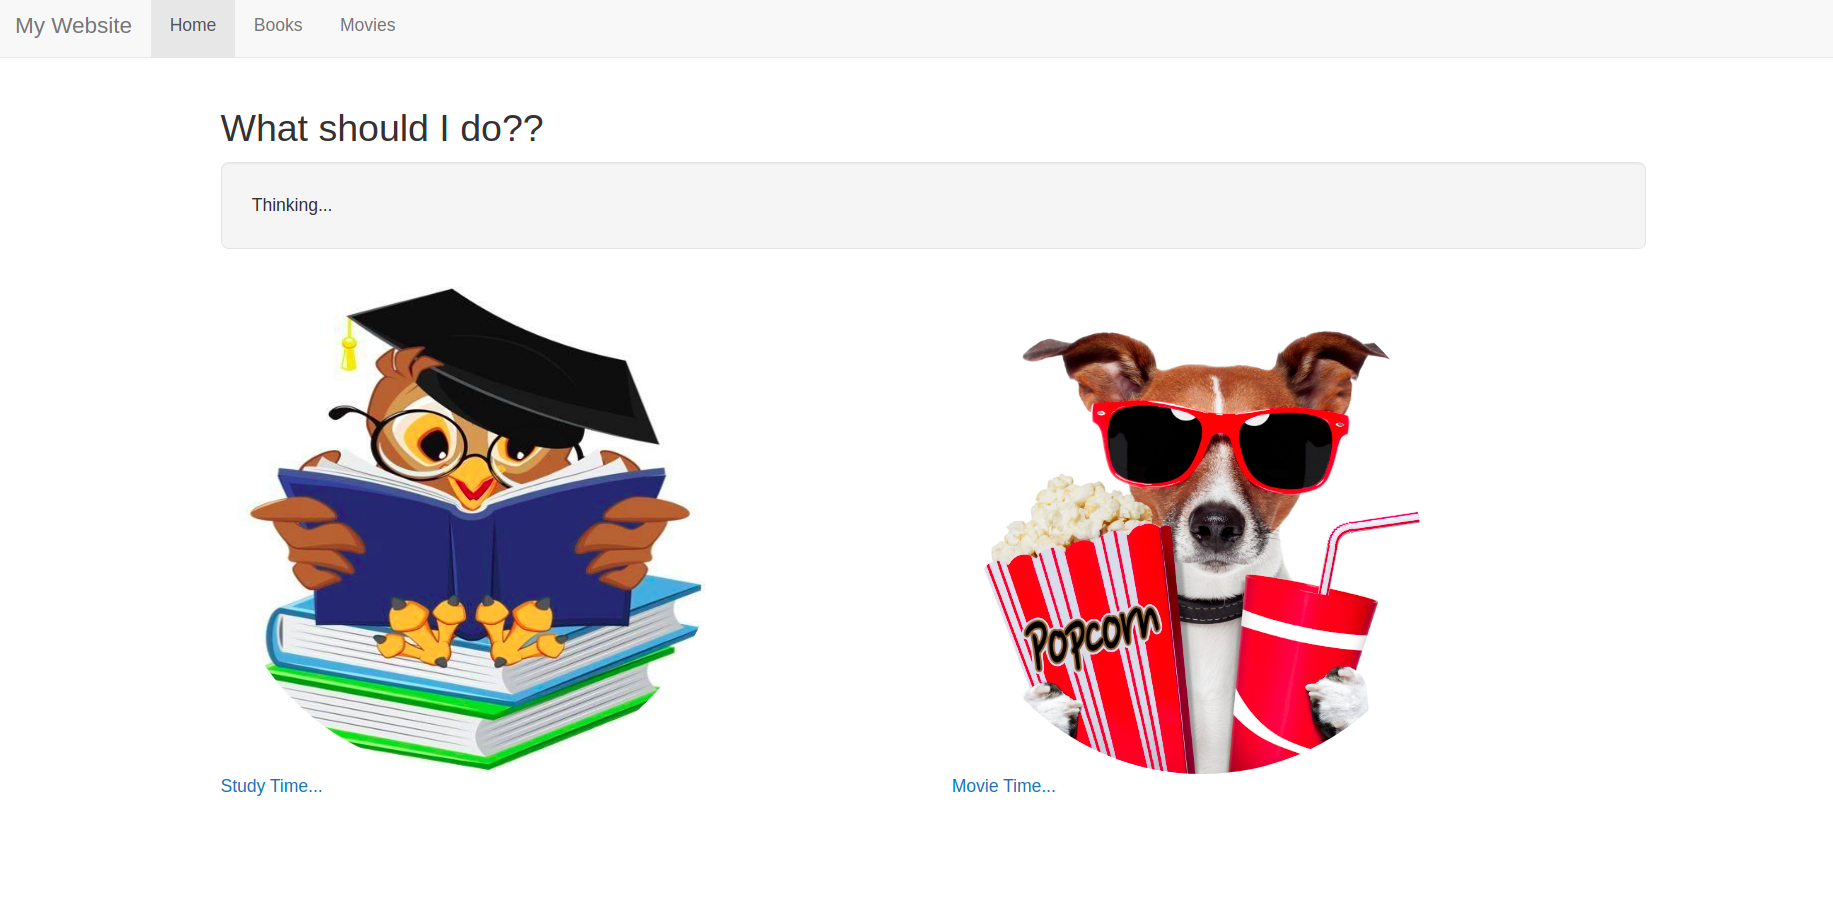 My Website Home Books Movies
What should I do??
Thinking...
Popcorn
Study Time...
Movie Time...